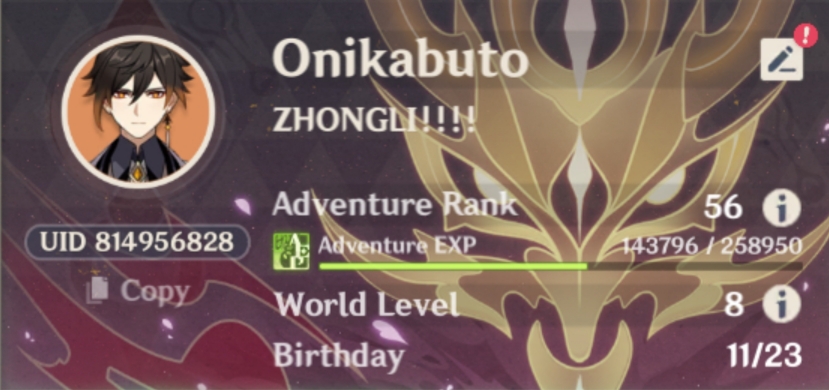 Onikabuto
ZHONGLI!!!!
Adventure Rank 56
UID 814956828
Adventure EXP 143796 / 258950
Copy
World Level 8
Birthday 11/23